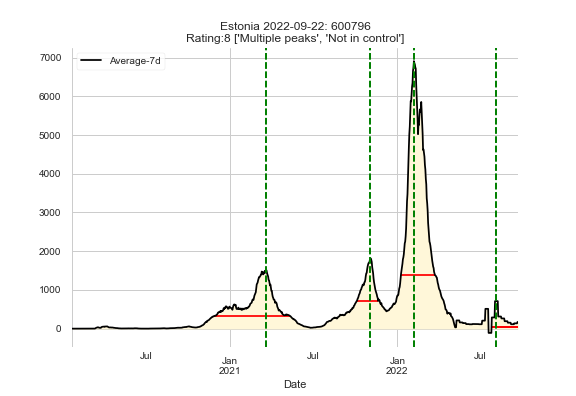 Estonia 2022-09-22: 600796
Rating:8 ['Multiple peaks', 'Not in control']
7000
Average-7d
6000
5000
4000
3000
2000
1000
0
Jul
Jan
2021
Jul
Jan
2022
Jul
Date